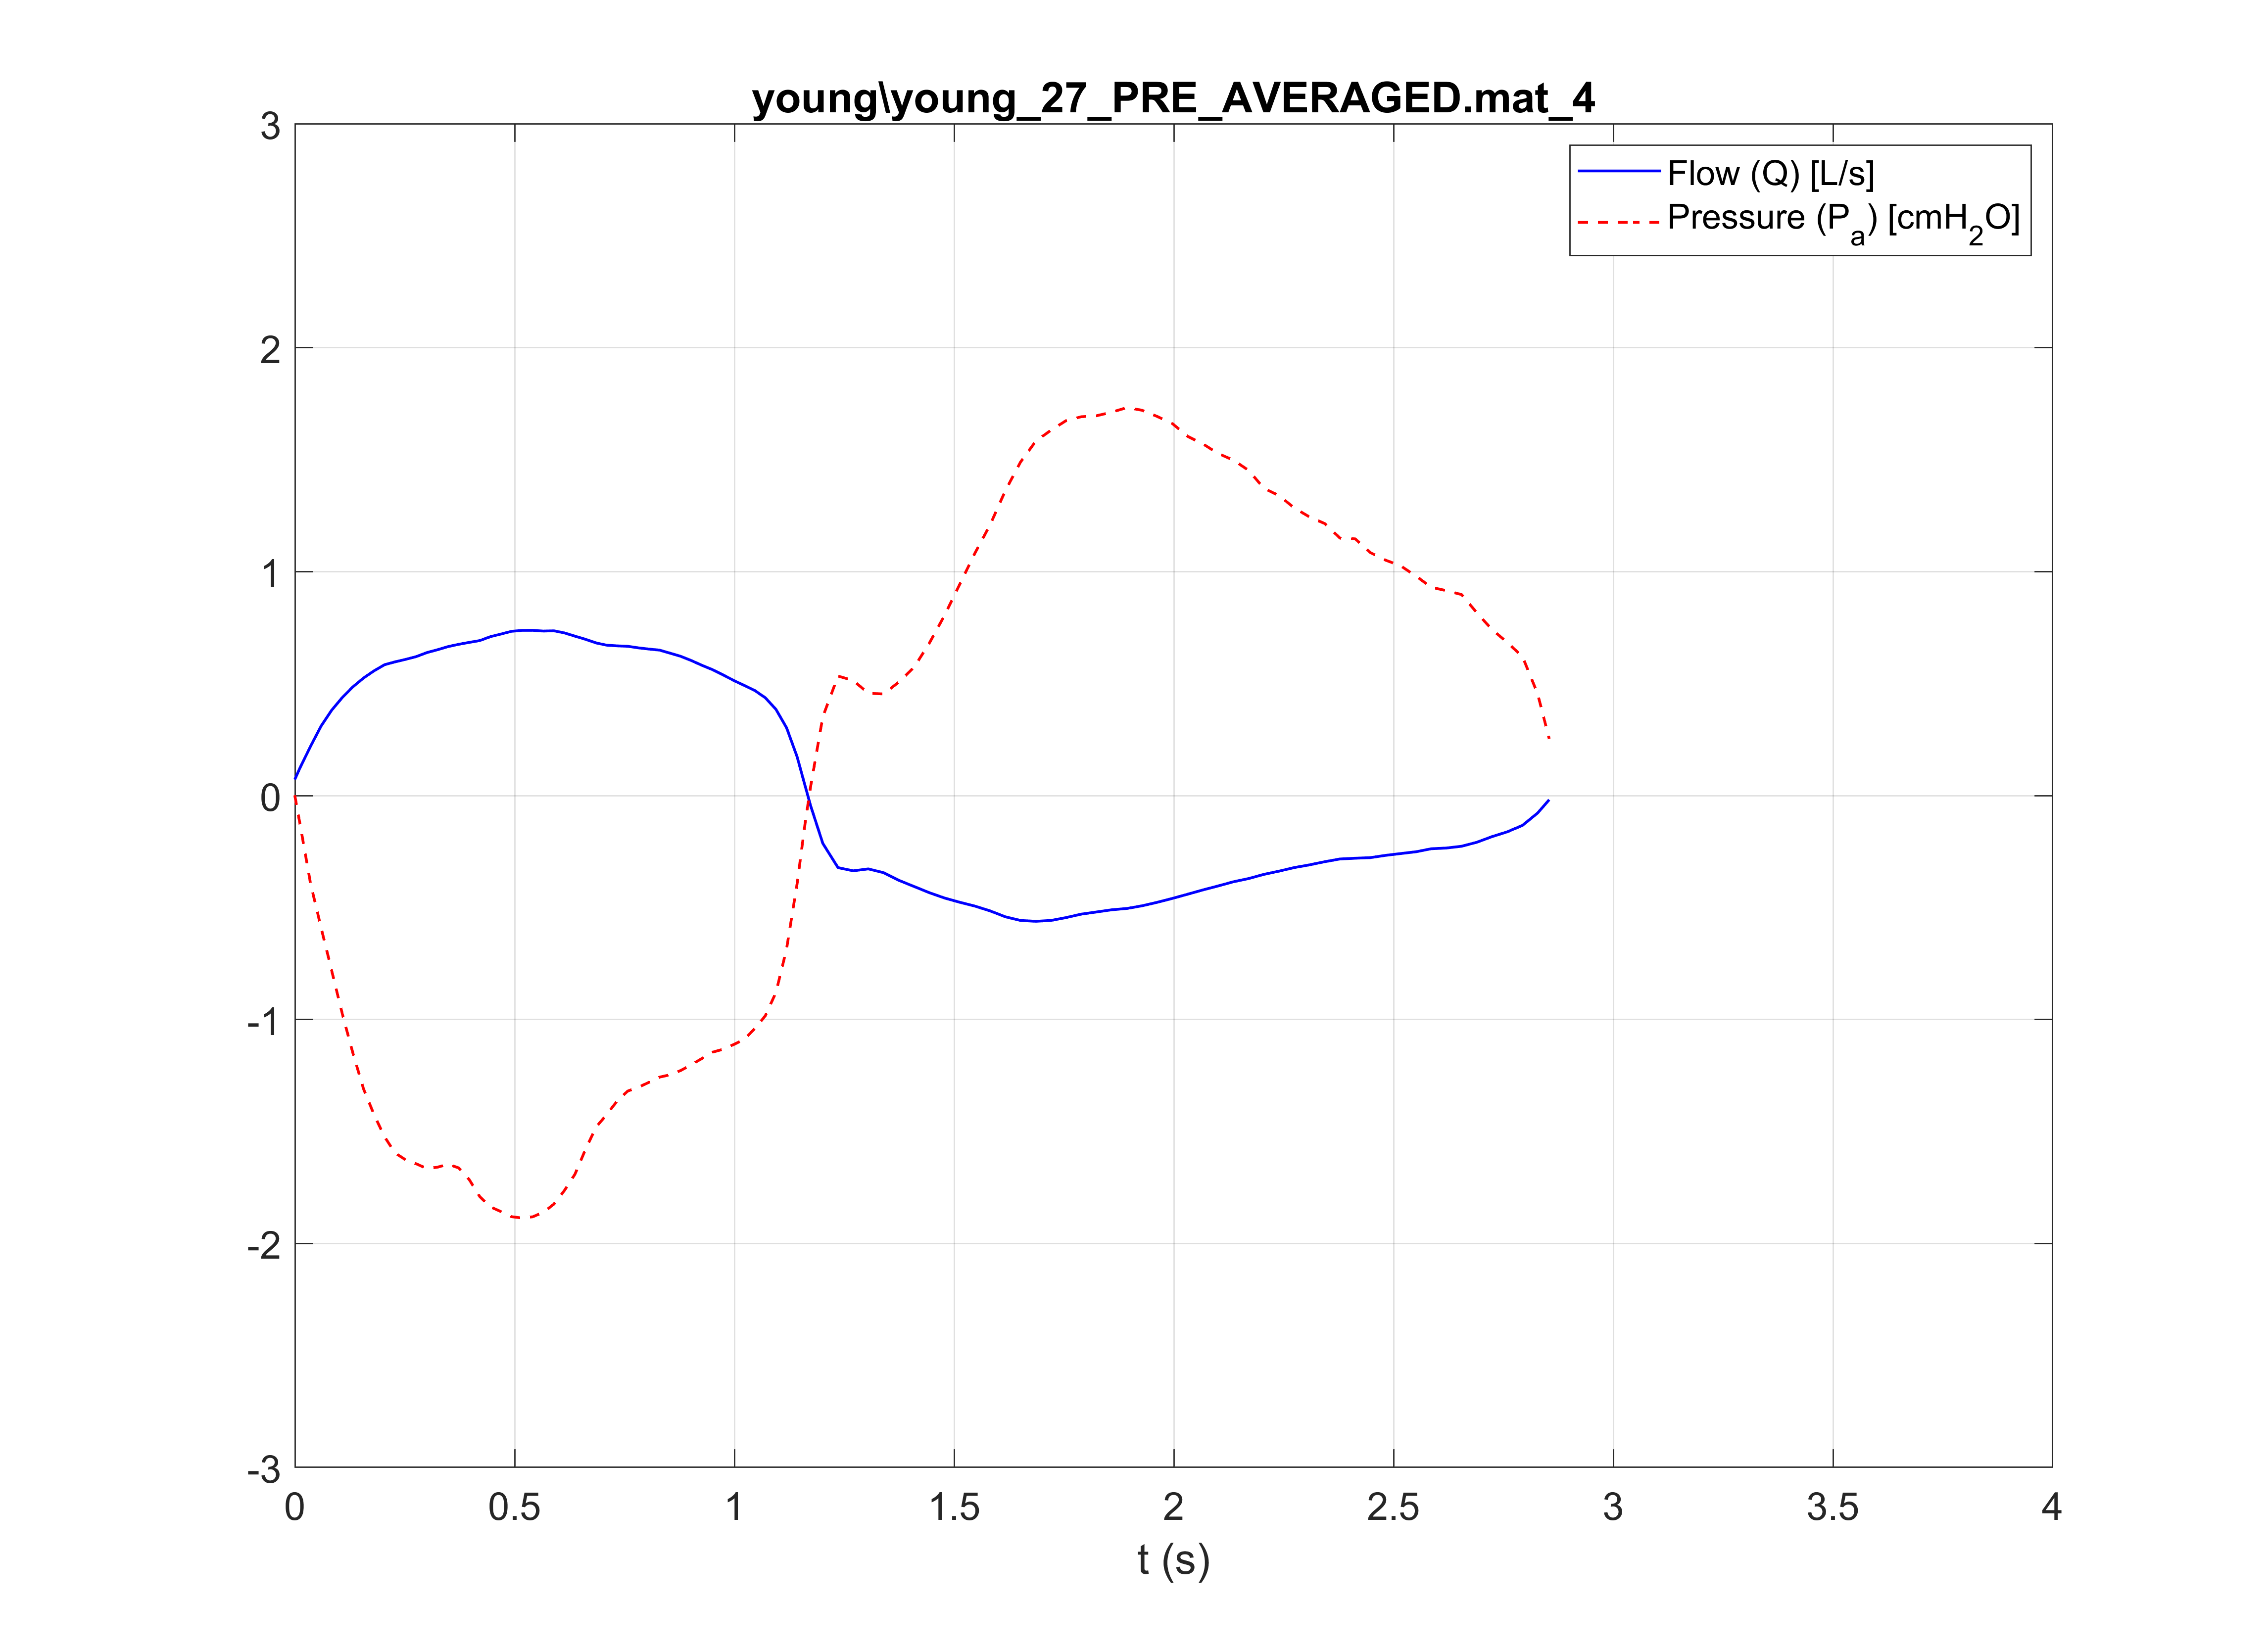 young\young_27_PRE_AVERAGED.mat_4
Flow (Q) [L/s]
Pressure (Pa) [cmH2O]
3
2
1
0
-1
-2
-3
0 0.5 1 1.5 2 2.5 3 3.5 4
t (s)